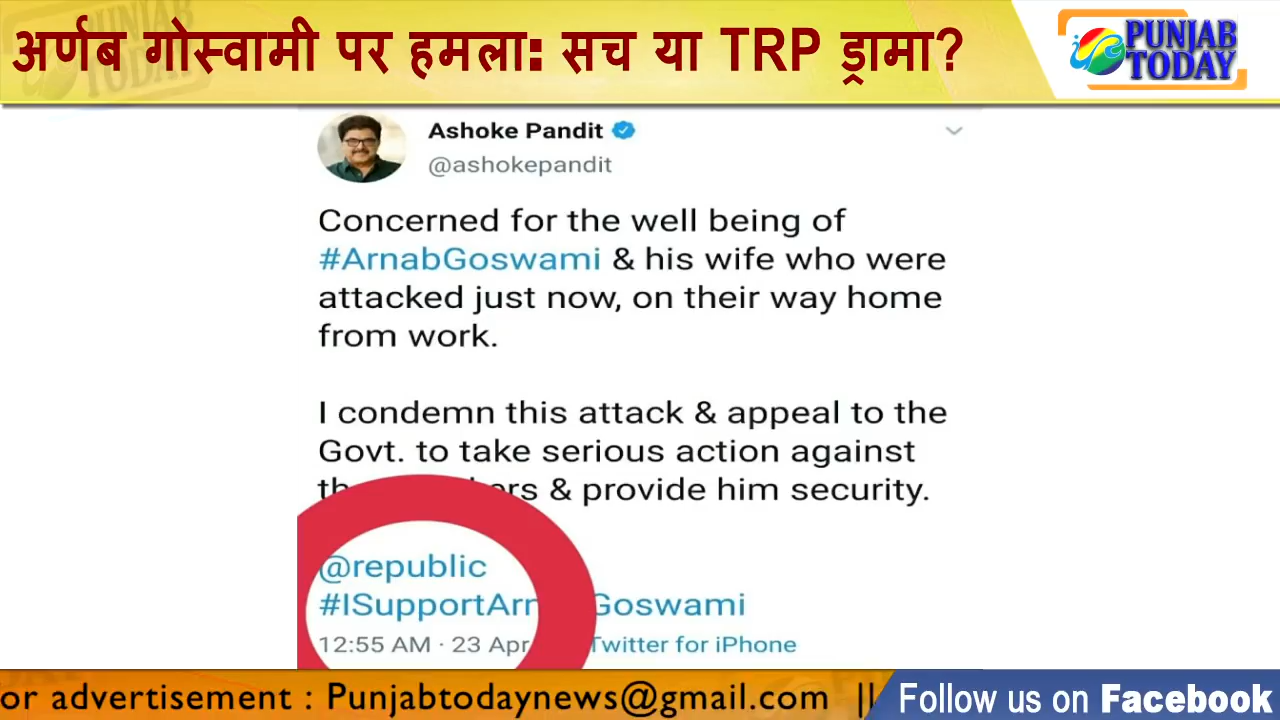 अर्णब गोस्वामी पर हमला: सच या TRP ड्रामा?
PUNJAB
TODAY
Ashoke Pandit
@ashokepandit
Concerned for the well being of
#ArnabGoswami & his wife who were
attacked just now, on their way home
from work.
I condemn this attack & appeal to the
Govt. to take serious action against
& provide him security.
@republic
#ISupportArn Goswami
12:55 AM · 23 Apr Twitter for iPhone
or advertisement : Punjabtodaynews@gmail.com || Follow us on Facebook